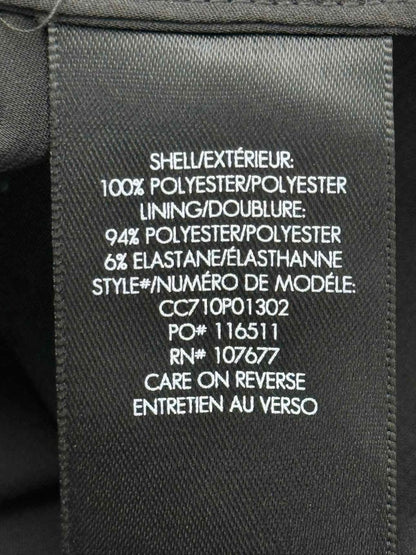 SHELL/EXTÉRIEUR:
100% POLYESTER/POLYESTER
LINING/DOUBLURE:
94% POLYESTER/POLYESTER
6% ELASTANE/ÉLASTHANNE
STYLE#/NUMÉRO DE MODÉLE:
CC710P01302
PO# 116511
RN# 107677
CARE ON REVERSE
ENTRETIEN AU VERSO